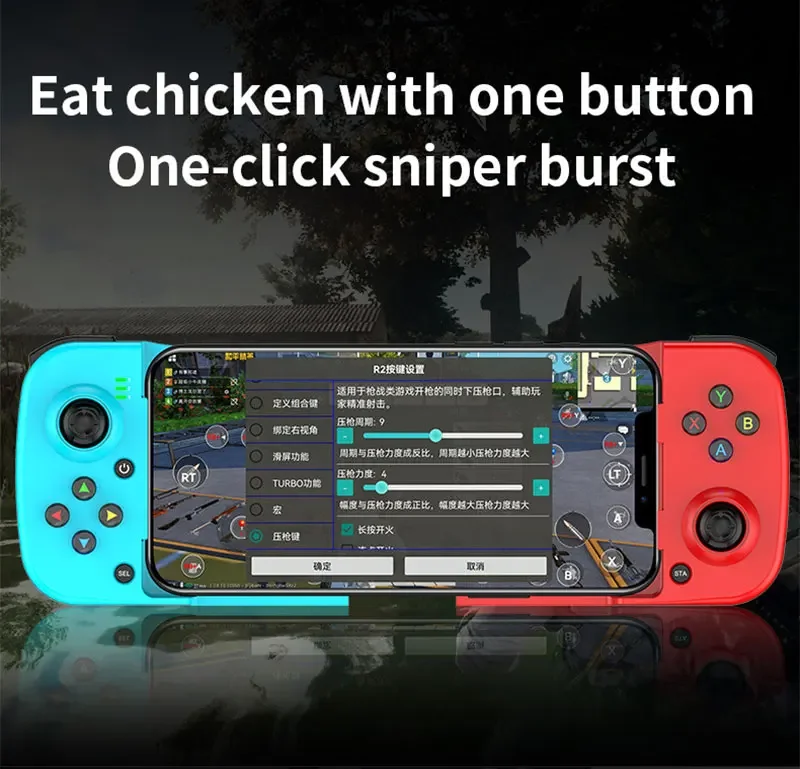 Eat chicken with one button
One-click sniper burst
R2按键设置
定义组合键
绑定右视角
滑屏功能
TURBO功能
宏
压枪键
适用于枪战类游戏开枪的同时下压枪口，辅助玩
家精准射击。
压枪周期: 9
-
+
周期与压枪力度成反比，周期越小压枪力度越大
压枪力度: 4
-
+
幅度与压枪力度成正比，幅度越大压枪力度越大
长按开火
确定
取消
RT
LT
Y
A
X
B
SEL
Y
X
B
A
STA